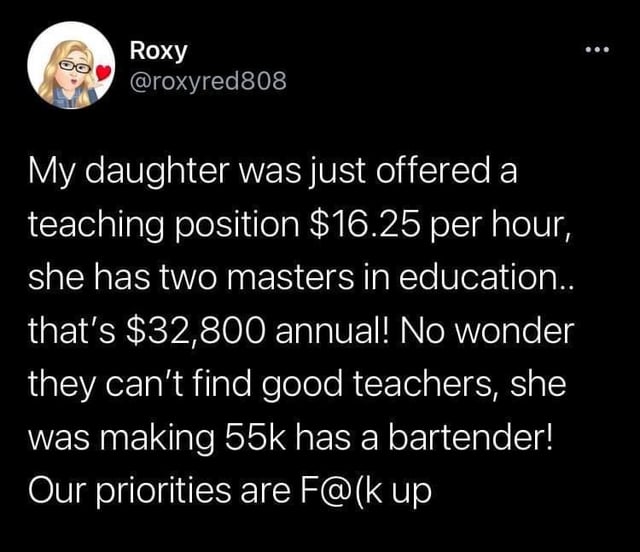 Roxy
@roxyred808
My daughter was just offered a
teaching position $16.25 per hour,
she has two masters in education..
that's $32,800 annual! No wonder
they can't find good teachers, she
was making 55k has a bartender!
Our priorities are F@(k up